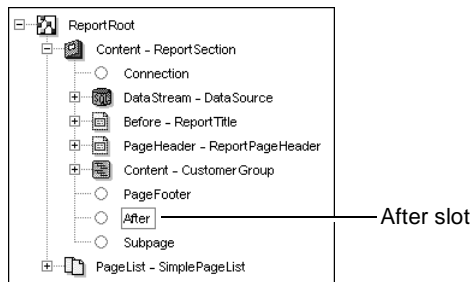 ReportRoot
Content - ReportSection
Connection
DataStream - DataSource
Before - ReportTitle
PageHeader - ReportPageHeader
Content - CustomerGroup
PageFooter
After
After slot
Subpage
PageList - SimplePageList